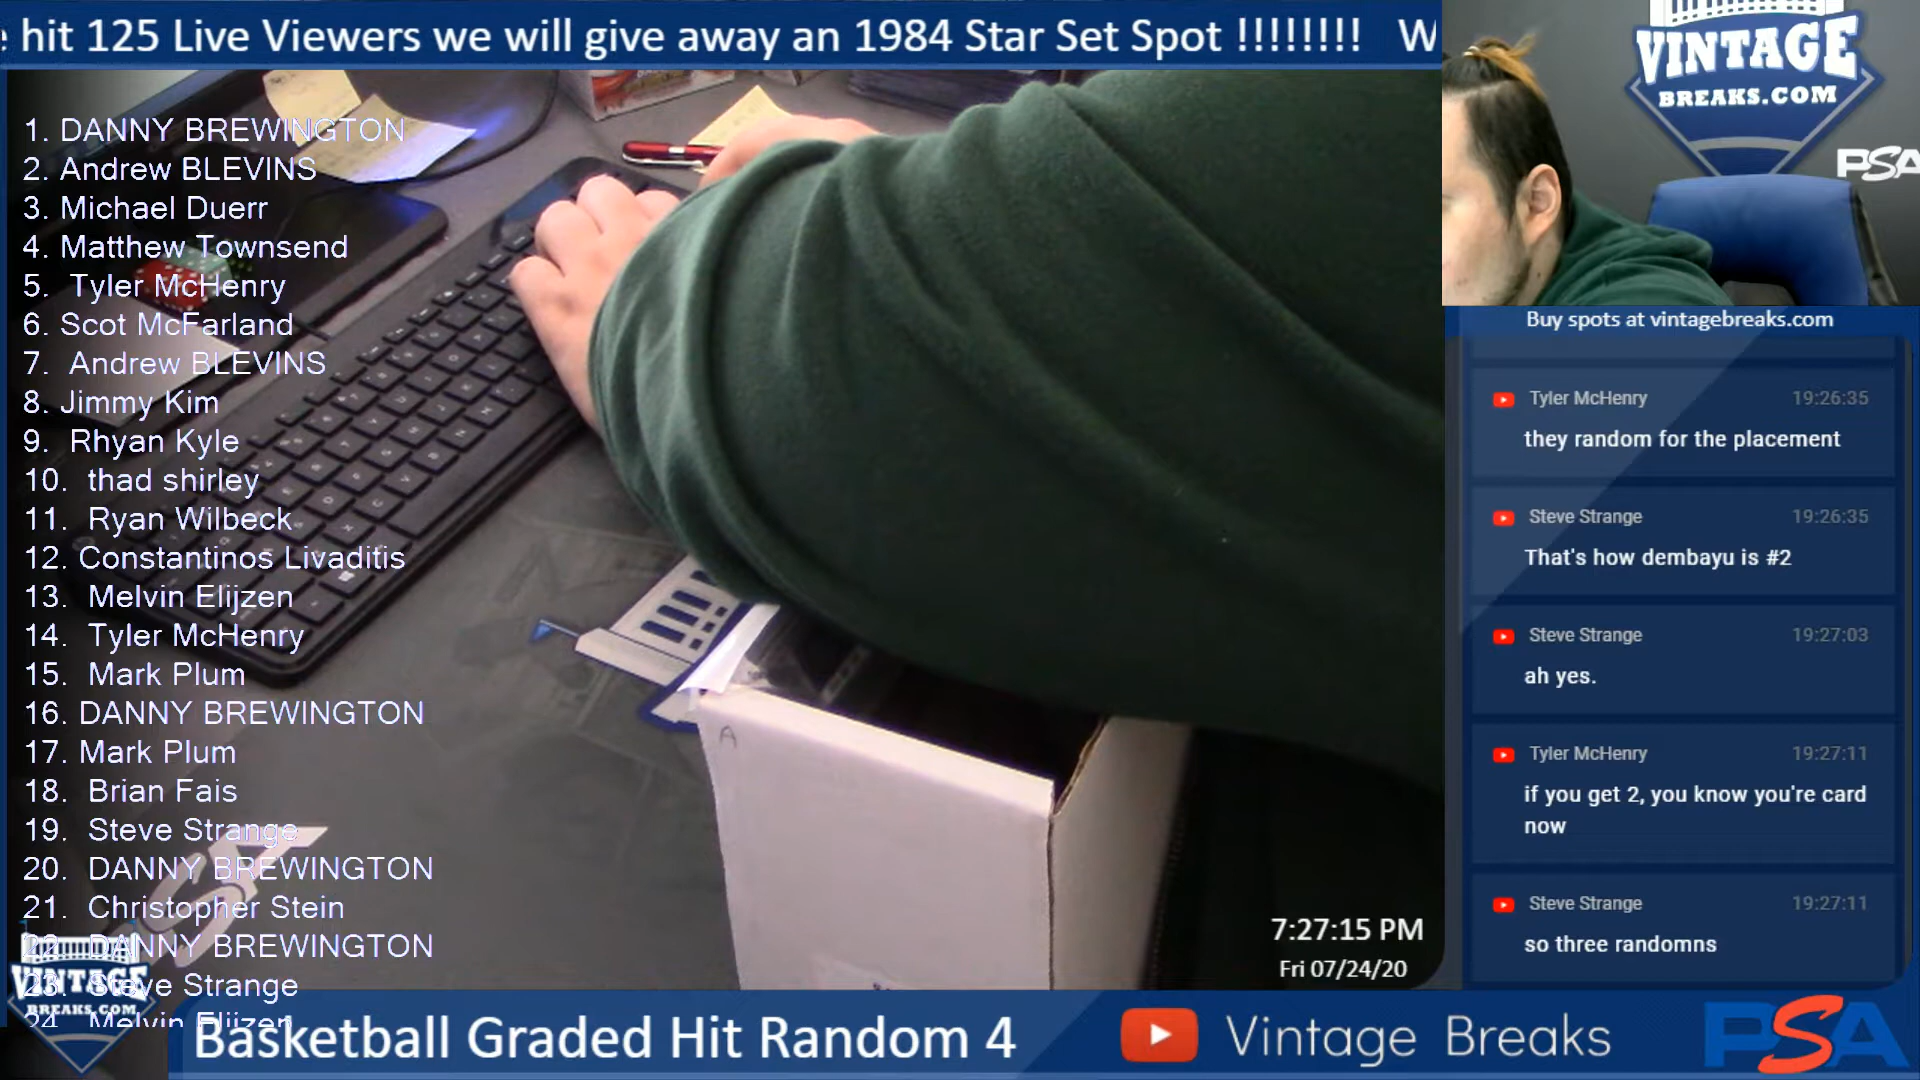 e hit 125 Live Viewers we will give away an 1984 Star Set Spot !!!!!!!! W
VINTAGE
BREAKS.COM
PSA
1. DANNY BREWINGTON
2. Andrew BLEVINS
3. Michael Duerr
4. Matthew Townsend
5. Tyler McHenry
6. Scot McFarland
7. Andrew BLEVINS
8. Jimmy Kim
9. Rhyan Kyle
10. thad shirley
11. Ryan Wilbeck
12. Constantinos Livaditis
13. Melvin Elijzen
14. Tyler McHenry
15. Mark Plum
16. DANNY BREWINGTON
17. Mark Plum
18. Brian Fais
19. Steve Strange
20. DANNY BREWINGTON
21. Christopher Stein
22. DANNY BREWINGTON
23. Steve Strange
24. Melvin Elijzen
A
Buy spots at vintagebreaks.com
Tyler McHenry 19:26:35
they random for the placement
Steve Strange 19:26:35
That's how dembayu is #2
Steve Strange 19:27:03
ah yes.
Tyler McHenry 19:27:11
if you get 2, you know you're card
now
Steve Strange 19:27:11
so three randomns
7:27:15 PM
Fri 07/24/20
VINTAGE
BREAKS.COM
Basketball Graded Hit Random 4
Vintage Breaks
PSA